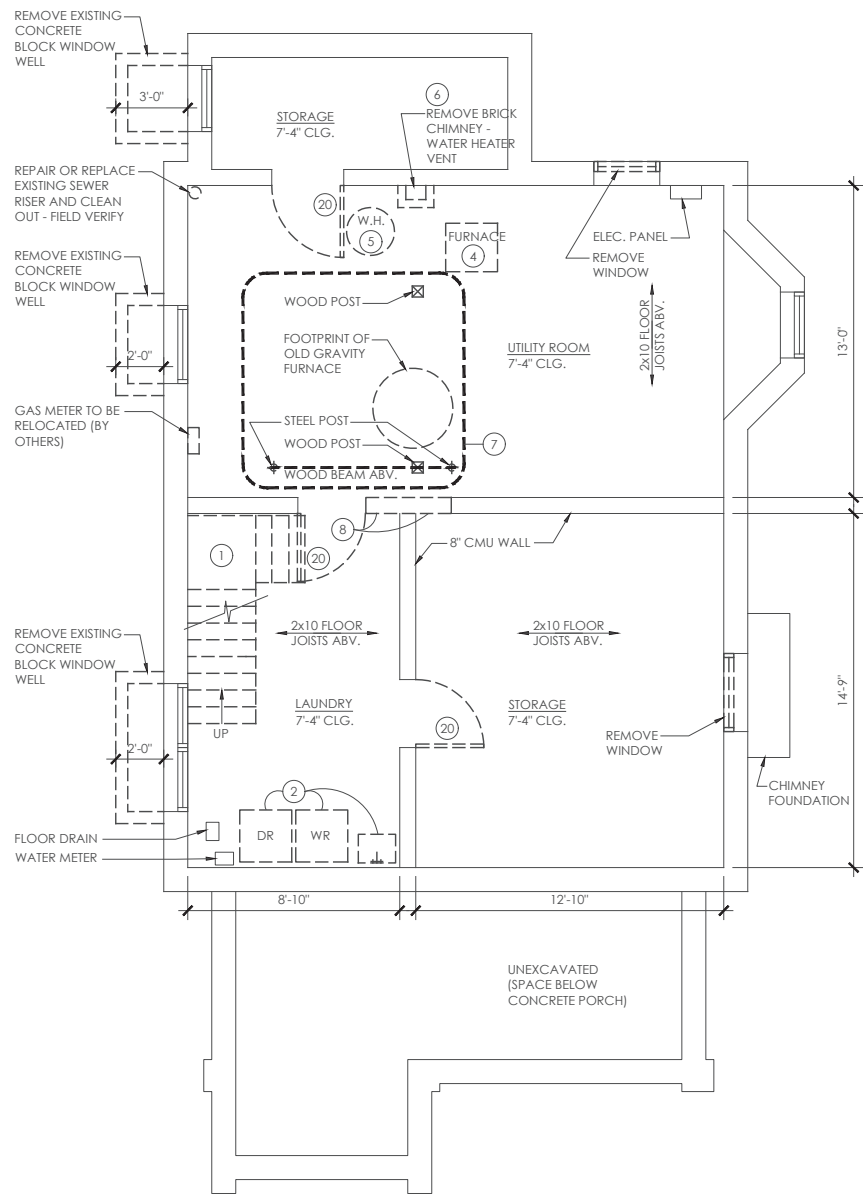 REMOVE EXISTING
CONCRETE
BLOCK WINDOW
WELL
3'-0"
STORAGE
7'-4" CLG.
6
REMOVE BRICK
CHIMNEY -
WATER HEATER
VENT
REPAIR OR REPLACE
EXISTING SEWER
RISER AND CLEAN
OUT - FIELD VERIFY
20
W.H.
5
FURNACE
4
ELEC. PANEL
REMOVE
WINDOW
REMOVE EXISTING
CONCRETE
BLOCK WINDOW
WELL
2'-0"
WOOD POST
FOOTPRINT OF
OLD GRAVITY
FURNACE
UTILITY ROOM
7'-4" CLG.
2x10 FLOOR
JOISTS ABV.
13'-0"
GAS METER TO BE
RELOCATED (BY
OTHERS)
STEEL POST
WOOD POST
7
WOOD BEAM ABV.
8
1
20
8" CMU WALL
2x10 FLOOR
JOISTS ABV.
2x10 FLOOR
JOISTS ABV.
REMOVE EXISTING
CONCRETE
BLOCK WINDOW
WELL
2'-0"
UP
LAUNDRY
7'-4" CLG.
STORAGE
7'-4" CLG.
20
14'-9"
REMOVE
WINDOW
CHIMNEY
FOUNDATION
2
DR
WR
FLOOR DRAIN
WATER METER
8'-10"
12'-10"
UNEXCAVATED
(SPACE BELOW
CONCRETE PORCH)